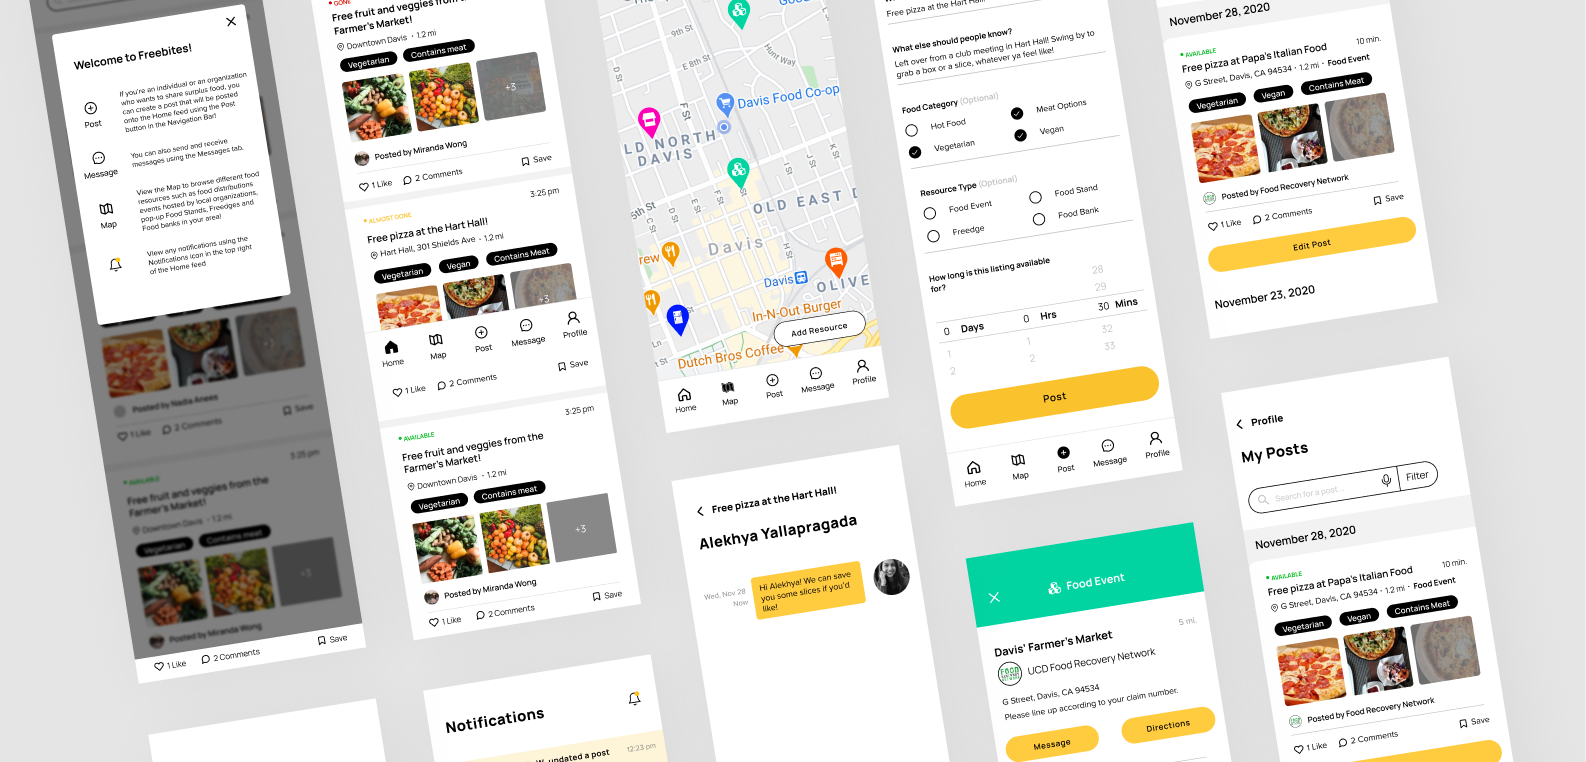 Welcome to Freebites!
Post
If you're an individual or an organization
who wants to share surplus food, you
can create a post that will be posted
onto the Home feed using the Post
button in the Navigation Bar!
Message
You can also send and receive
messages using the Messages tab.
Map
View the Map to browse different food
resources such as food distributions
events hosted by local organizations,
pop-up Food Stands, Freedges and
Food banks in your area!
View any notifications using the
Notifications icon in the top right
of the Home feed
+3
Posted by Nadia Anees
1 Like
2 Comments
Save
3:25 pm
AVAILABLE
Free fruit and veggies from the
Farmer's Market!
Downtown Davis · 1.2 mi
Vegetarian
Contains meat
+3
Posted by Miranda Wong
Save
1 Like
2 Comments
GONE
Free fruit and veggies from the
Farmer's Market!
Downtown Davis · 1.2 mi
Vegetarian
Contains meat
+3
Posted by Miranda Wong
Save
1 Like
2 Comments
3:25 pm
ALMOST GONE
Free pizza at the Hart Hall!
Hart Hall, 301 Shields Ave · 1.2 mi
Vegetarian
Vegan
Contains Meat
+3
Home
Map
Post
Message
Profile
1 Like
2 Comments
Save
3:25 pm
AVAILABLE
Free fruit and veggies from the
Farmer's Market!
Downtown Davis · 1.2 mi
Vegetarian
Contains meat
+3
Posted by Miranda Wong
Save
1 Like
2 Comments
Notifications
updated a post
12:23 pm
9th St
E 8th St
Hunt Way
D St
F St
Davis Food Co-op
LD NORTH
DAVIS
J St
I St
L St
OLD EAST D
5th St
Davis
rew
Davis
OLIVE
In-N-Out Burger
Add Resource
Dutch Bros Coffee
Home
Map
Post
Message
Profile
Free pizza at the Hart Hall!
Alekhya Yallapragada
Wed, Nov 28
Now
Hi Alekhya! We can save
you some slices if you'd
like!
Free pizza at the Hart Hall!
What else should people know?
Left over from a club meeting in Hart Hall! Swing by to
grab a box or a slice, whatever ya feel like!
Food Category (Optional)
Hot Food
Meat Options
Vegetarian
Vegan
Resource Type (Optional)
Food Event
Food Stand
Freedge
Food Bank
How long is this listing available
for?
28
29
0 Days 0 Hrs 30 Mins
1 1 32
2 2 33
Post
Home
Map
Post
Message
Profile
Food Event
5 mi.
Davis' Farmer's Market
UCD Food Recovery Network
G Street, Davis, CA 94534
Please line up according to your claim number.
Message
Directions
November 28, 2020
AVAILABLE
10 min.
Free pizza at Papa's Italian Food
G Street, Davis, CA 94534 · 1.2 mi · Food Event
Vegetarian
Vegan
Contains Meat
Posted by Food Recovery Network
Save
1 Like
2 Comments
Edit Post
November 23, 2020
Profile
My Posts
Search for a post...
Filter
November 28, 2020
AVAILABLE
10 min.
Free pizza at Papa's Italian Food
G Street, Davis, CA 94534 · 1.2 mi · Food Event
Vegetarian
Vegan
Contains Meat
Posted by Food Recovery Network
Save
1 Like
2 Comments